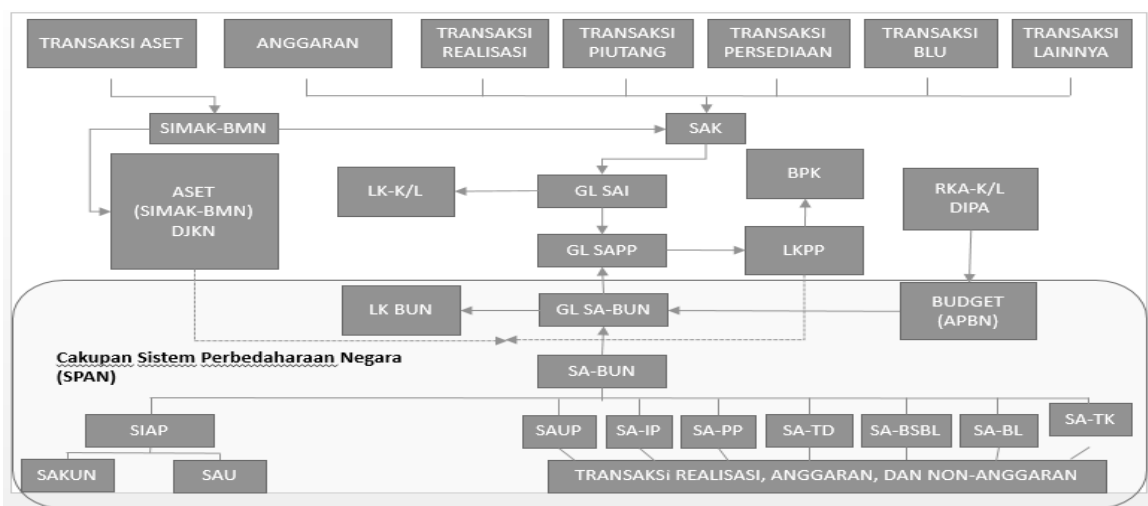 TRANSAKSI ASET
ANGGARAN
TRANSAKSI
REALISASI
TRANSAKSI
PIUTANG
TRANSAKSI
PERSEDIAAN
TRANSAKSI
BLU
TRANSAKSI
LAINNYA
SIMAK-BMN
SAK
ASET
(SIMAK-BMN)
DJKN
LK-K/L
GL SAI
BPK
RKA-K/L
DIPA
GL SAPP
LKPP
LK BUN
GL SA-BUN
BUDGET
(APBN)
Cakupan Sistem Perbedaharaan Negara
(SPAN)
SA-BUN
SIAP
SAUP
SA-IP
SA-PP
SA-TD
SA-BSBL
SA-BL
SA-TK
SAKUN
SAU
TRANSAKSi REALISASI, ANGGARAN, DAN NON-ANGGARAN